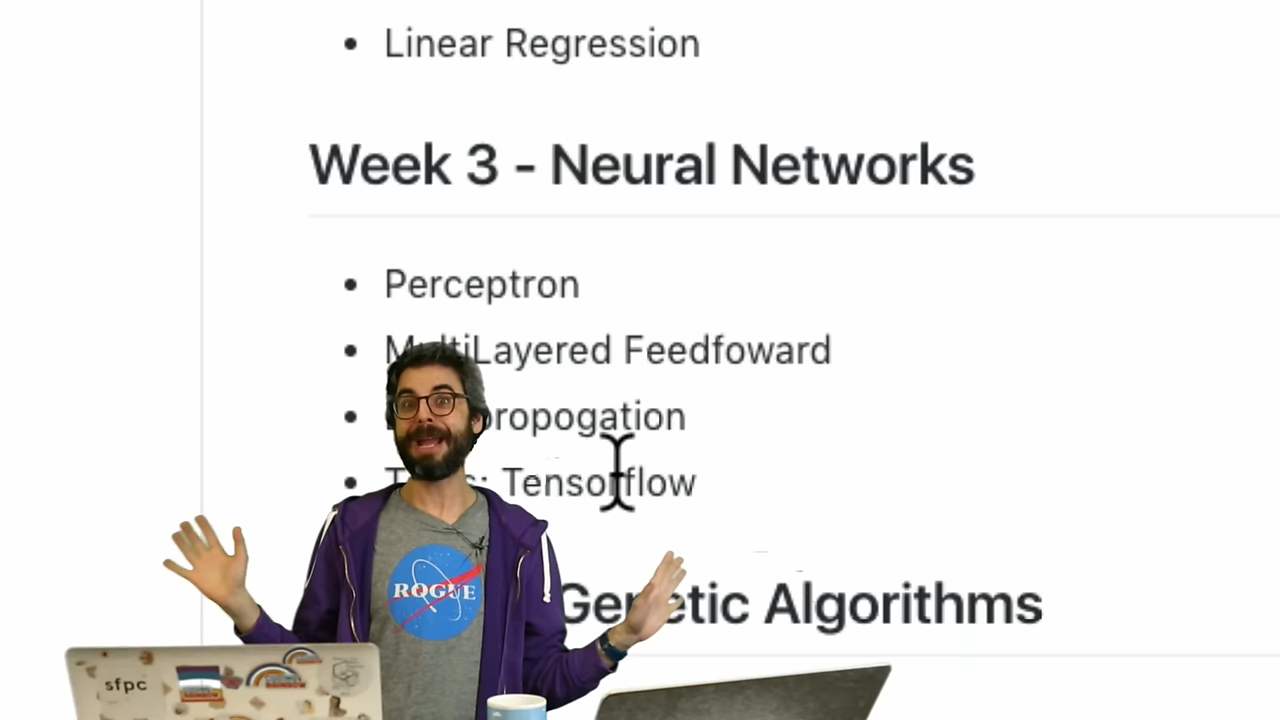 Linear Regression
Week 3 - Neural Networks
Perceptron
MultiLayered Feedfoward
propogation
Tensorflow
Genetic Algorithms
ROGUE
sfpc